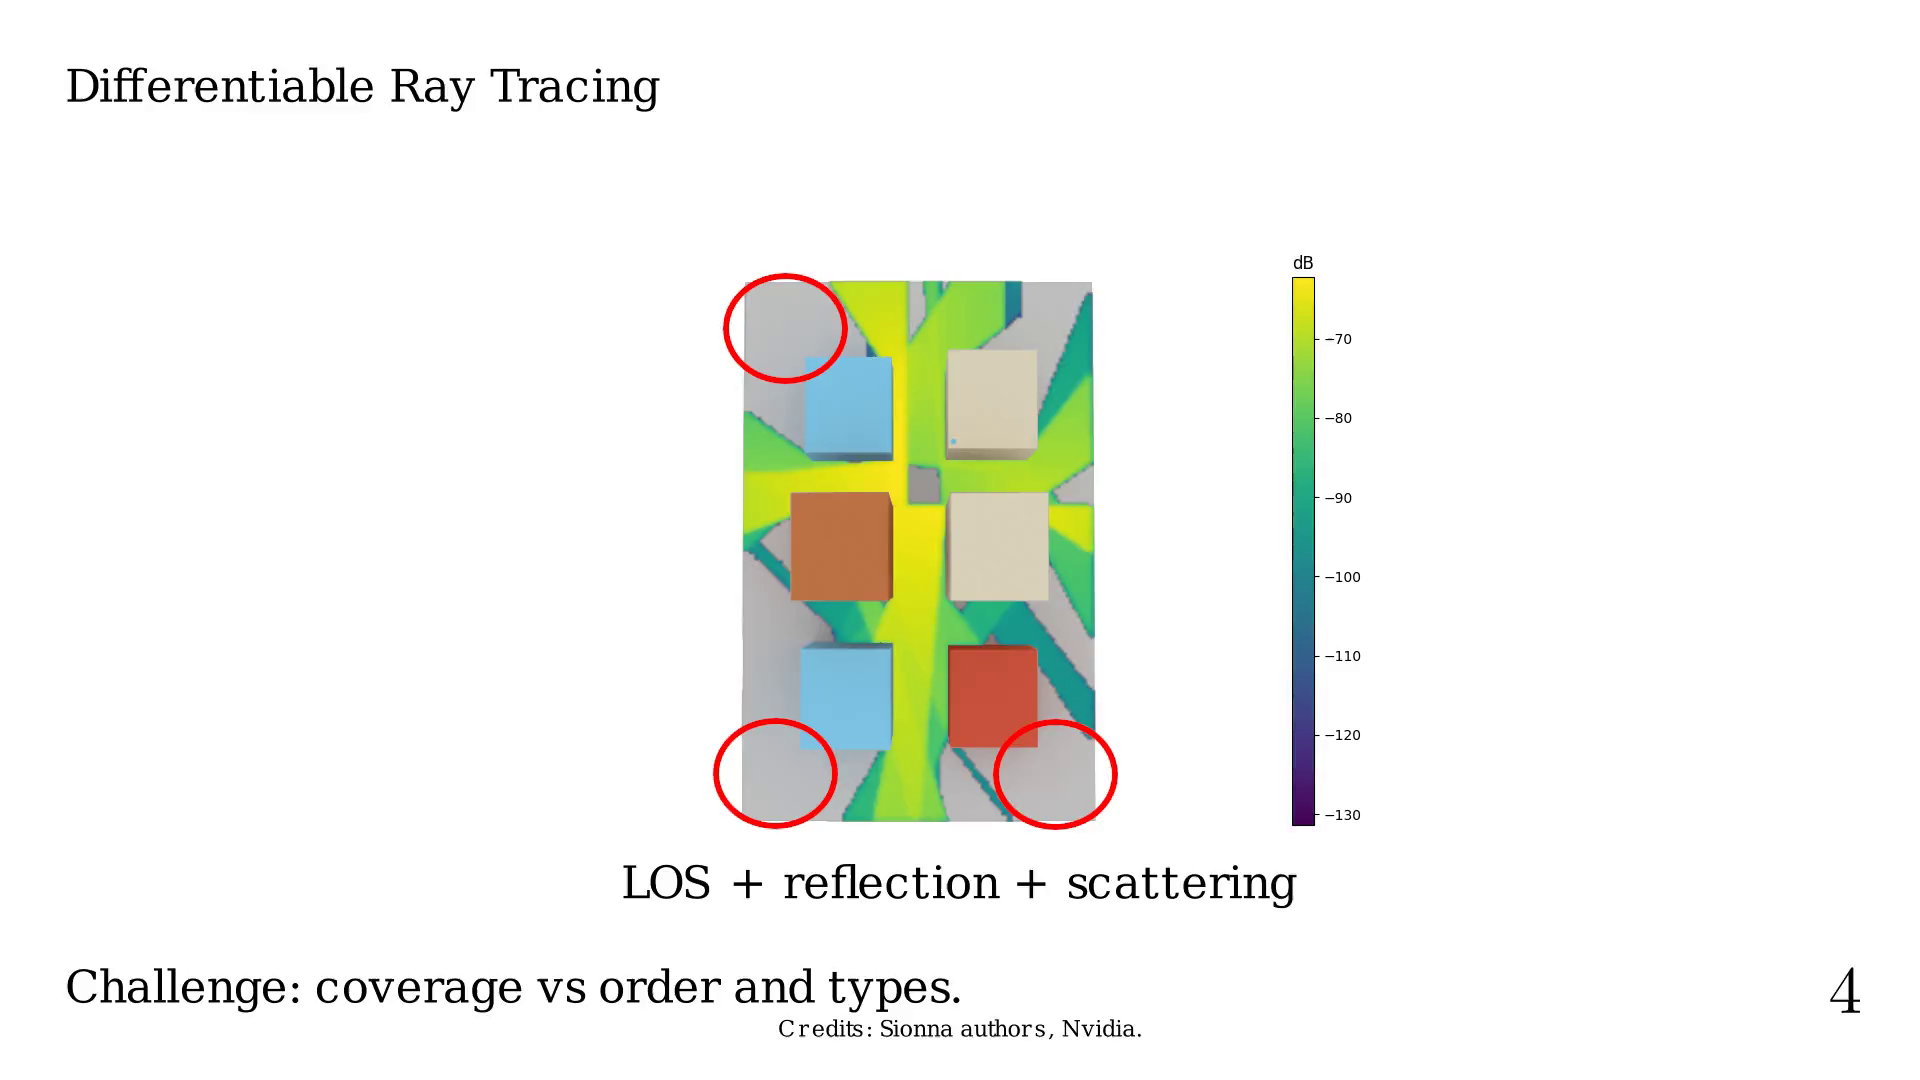 Differentiable Ray Tracing
dB
−70
−80
−90
−100
−110
−120
−130
LOS + reflection + scattering
Challenge: coverage vs order and types.
4
Credits: Sionna authors, Nvidia.